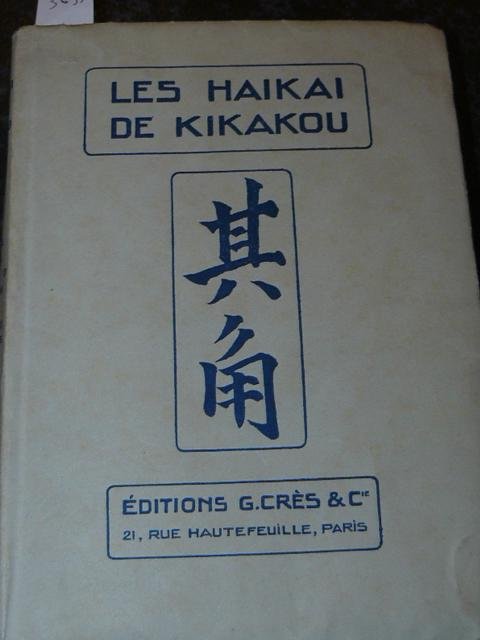 LES HAIKAI
DE KIKAKOU
其
角
ÉDITIONS G.CRÈS & Cie
21, RUE HAUTEFEUILLE, PARIS